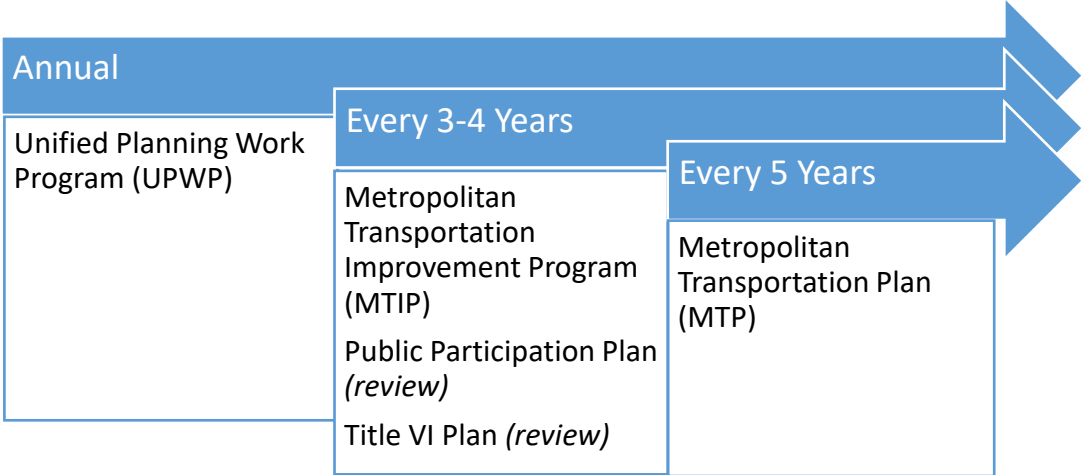 Annual
Unified Planning Work
Program (UPWP)
Every 3-4 Years
Metropolitan
Transportation
Improvement Program
(MTIP)
Public Participation Plan
(review)
Title VI Plan (review)
Every 5 Years
Metropolitan
Transportation Plan
(MTP)